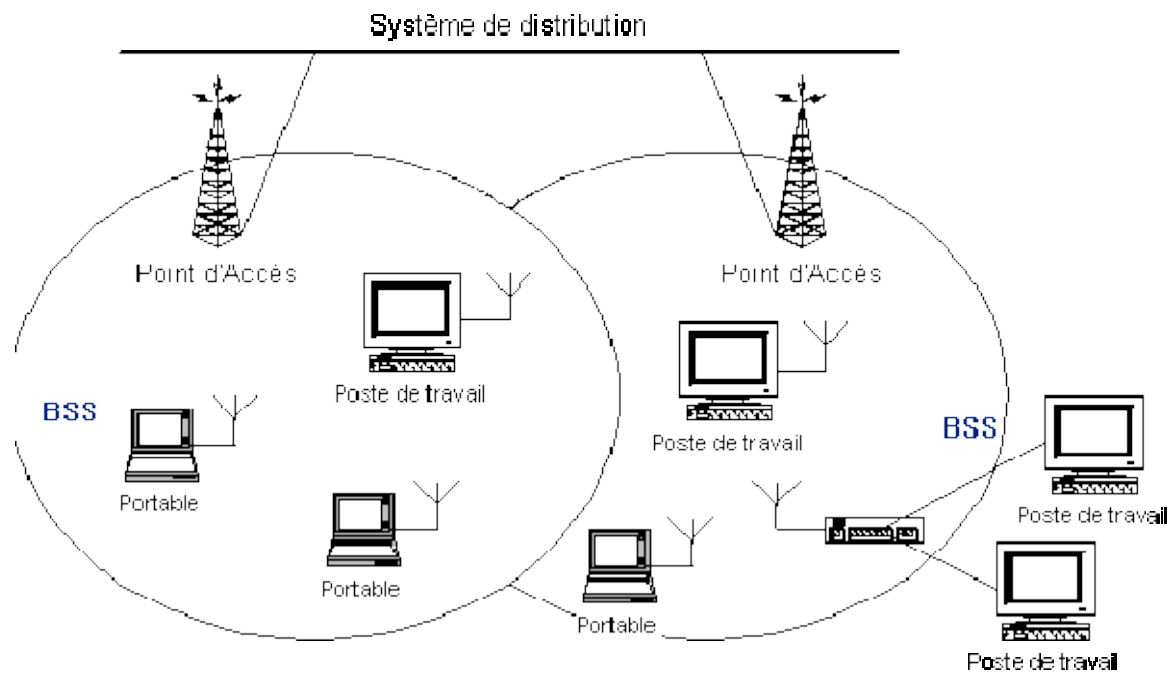 Système de distribution
Point d'Accès
Point d'Accès
Poste de travail
BSS
Poste de travail
BSS
Portable
Poste de travail
Portable
Portable
Poste de travail